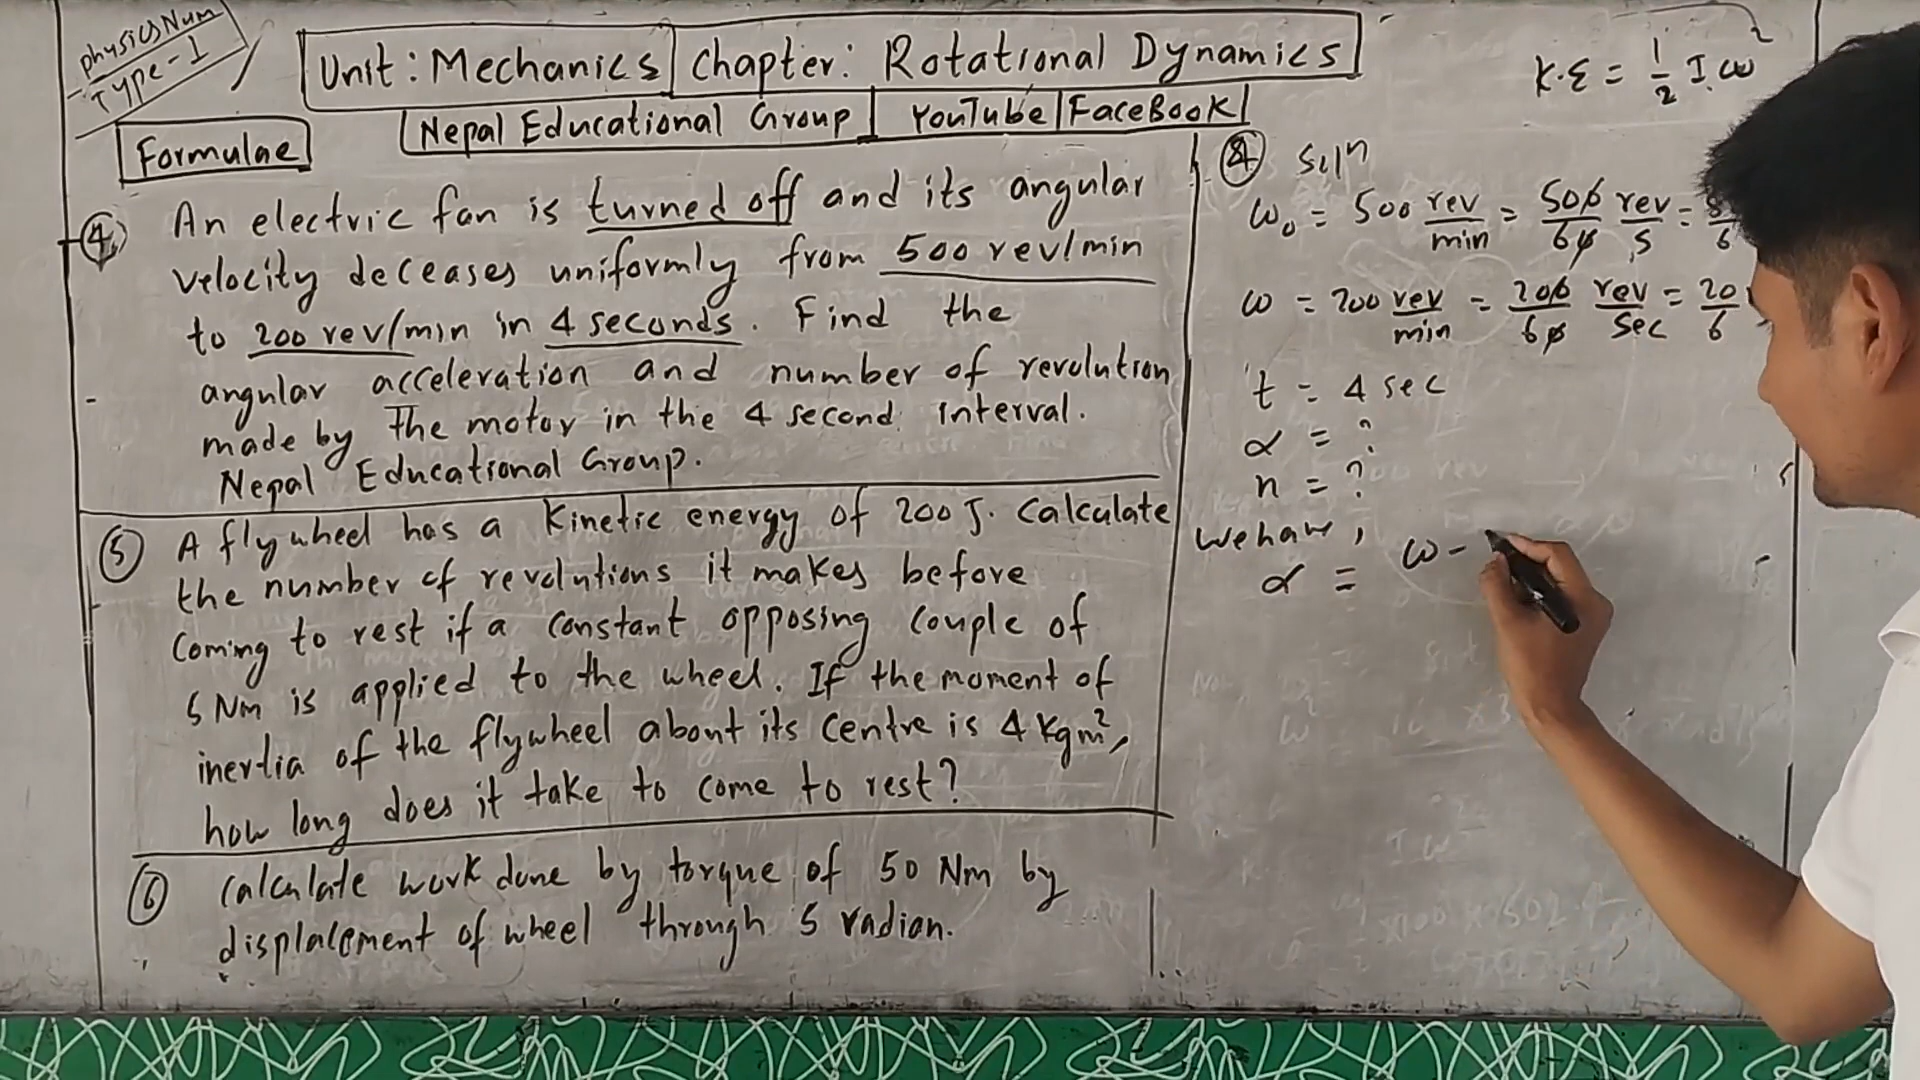 physics Num
Type-I
Unit: Mechanics
Chapter: Rotational Dynamics
Nepal Educational Group
YouTube
FaceBook
Formulae
④ An electric fan is turned off and its angular
velocity deceases uniformly from 500 rev/min
to 200 rev/min in 4 seconds. Find the
angular acceleration and number of revolution
made by The motor in the 4 second interval.
Nepal Educational Group.
⑤ A flywheel has a Kinetic energy of 200 J. Calculate
the number of revolutions it makes before
coming to rest if a constant opposing couple of
5 Nm is applied to the wheel. If the moment of
inertia of the flywheel about its centre is 4 kgm²,
how long does it take to come to rest?
⑥ Calculate work done by torque of 50 Nm by
displacement of wheel through 5 radian.
K.E = 1/2 I.ω²
④ Solⁿ
ω₀ = 500 rev/min = 500/60 rev/s =
ω = 200 rev/min = 200/60 rev/sec = 20/6
t = 4 sec
α = ?
n = ?
We have,
α = ω -